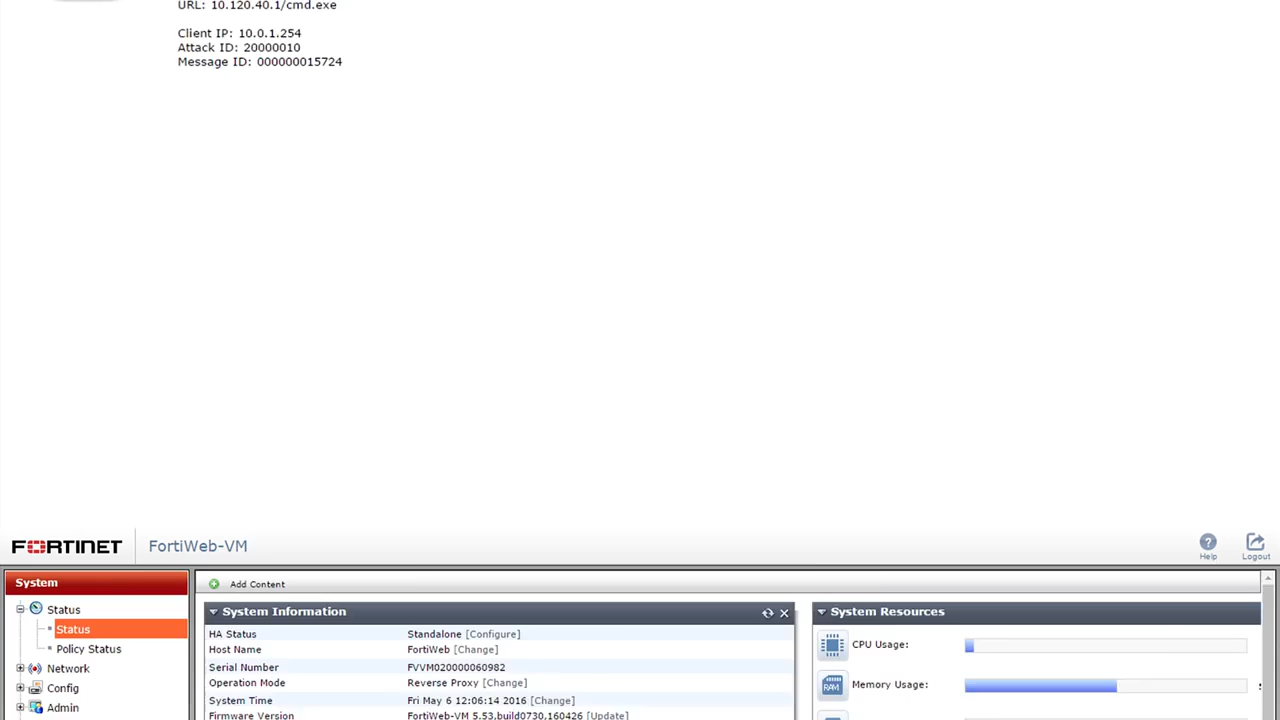 URL: 10.120.40.1/cmd.exe
Client IP: 10.0.1.254
Attack ID: 20000010
Message ID: 000000015724
FORTINET FortiWeb-VM Help Logout
System
Add Content
Status
Status
Policy Status
Network
Config
Admin
System Information
HA Status Standalone [Configure]
Host Name FortiWeb [Change]
Serial Number FVVM020000060982
Operation Mode Reverse Proxy [Change]
System Time Fri May 6 12:06:14 2016 [Change]
Firmware Version FortiWeb-VM 5.53,build0730,160426 [Update]
System Resources
CPU Usage:
RAM Memory Usage: